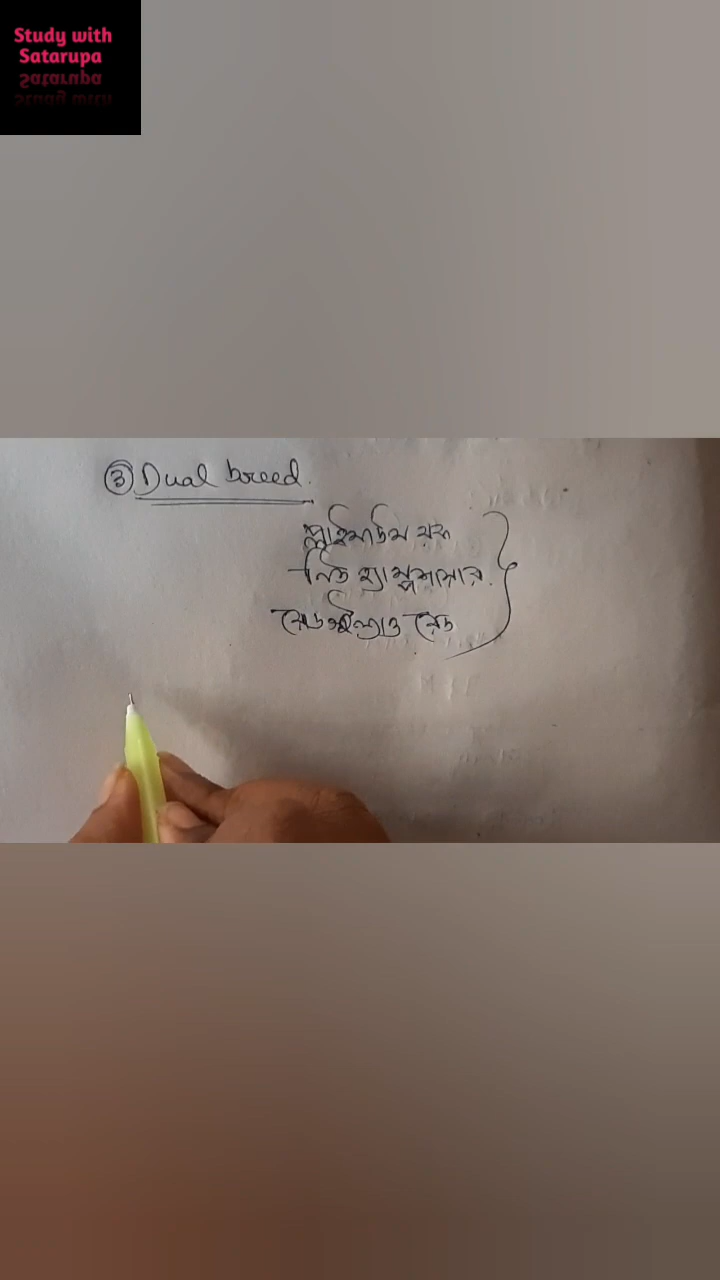 Study with
Satarupa
③ Dual breed.
প্লাইমাউথ রক
নিউ হ্যাম্পশায়ার
রোড আইল্যান্ড রেড